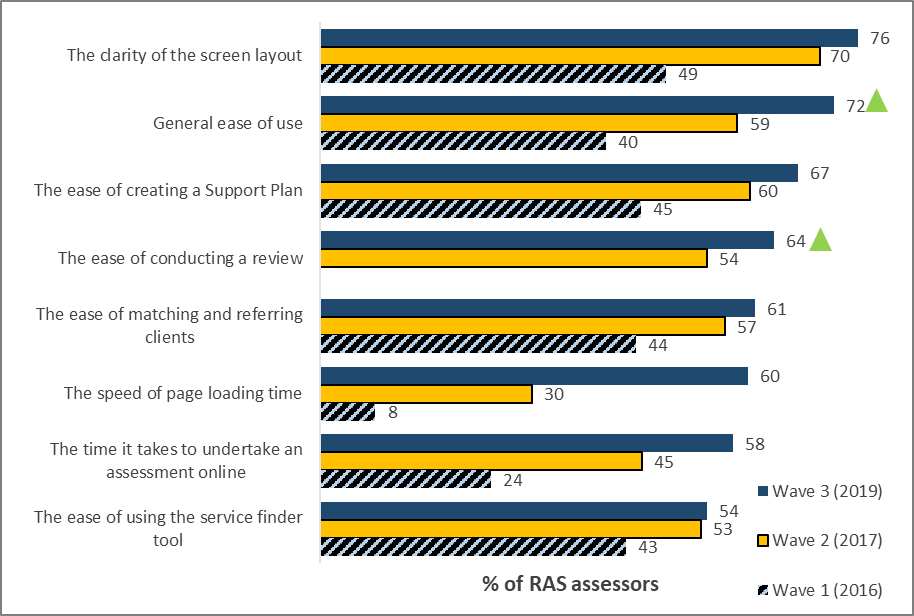 The clarity of the screen layout
76
70
49
General ease of use
72
59
40
The ease of creating a Support Plan
67
60
45
The ease of conducting a review
64
54
The ease of matching and referring
clients
61
57
44
The speed of page loading time
60
30
8
The time it takes to undertake an
assessment online
58
45
24
The ease of using the service finder
tool
54
53
43
Wave 3 (2019)
Wave 2 (2017)
Wave 1 (2016)
% of RAS assessors